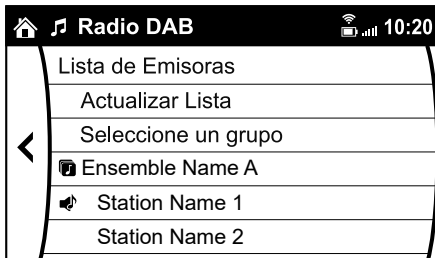 Radio DAB 10:20
Lista de Emisoras
Actualizar Lista
Seleccione un grupo
Ensemble Name A
Station Name 1
Station Name 2